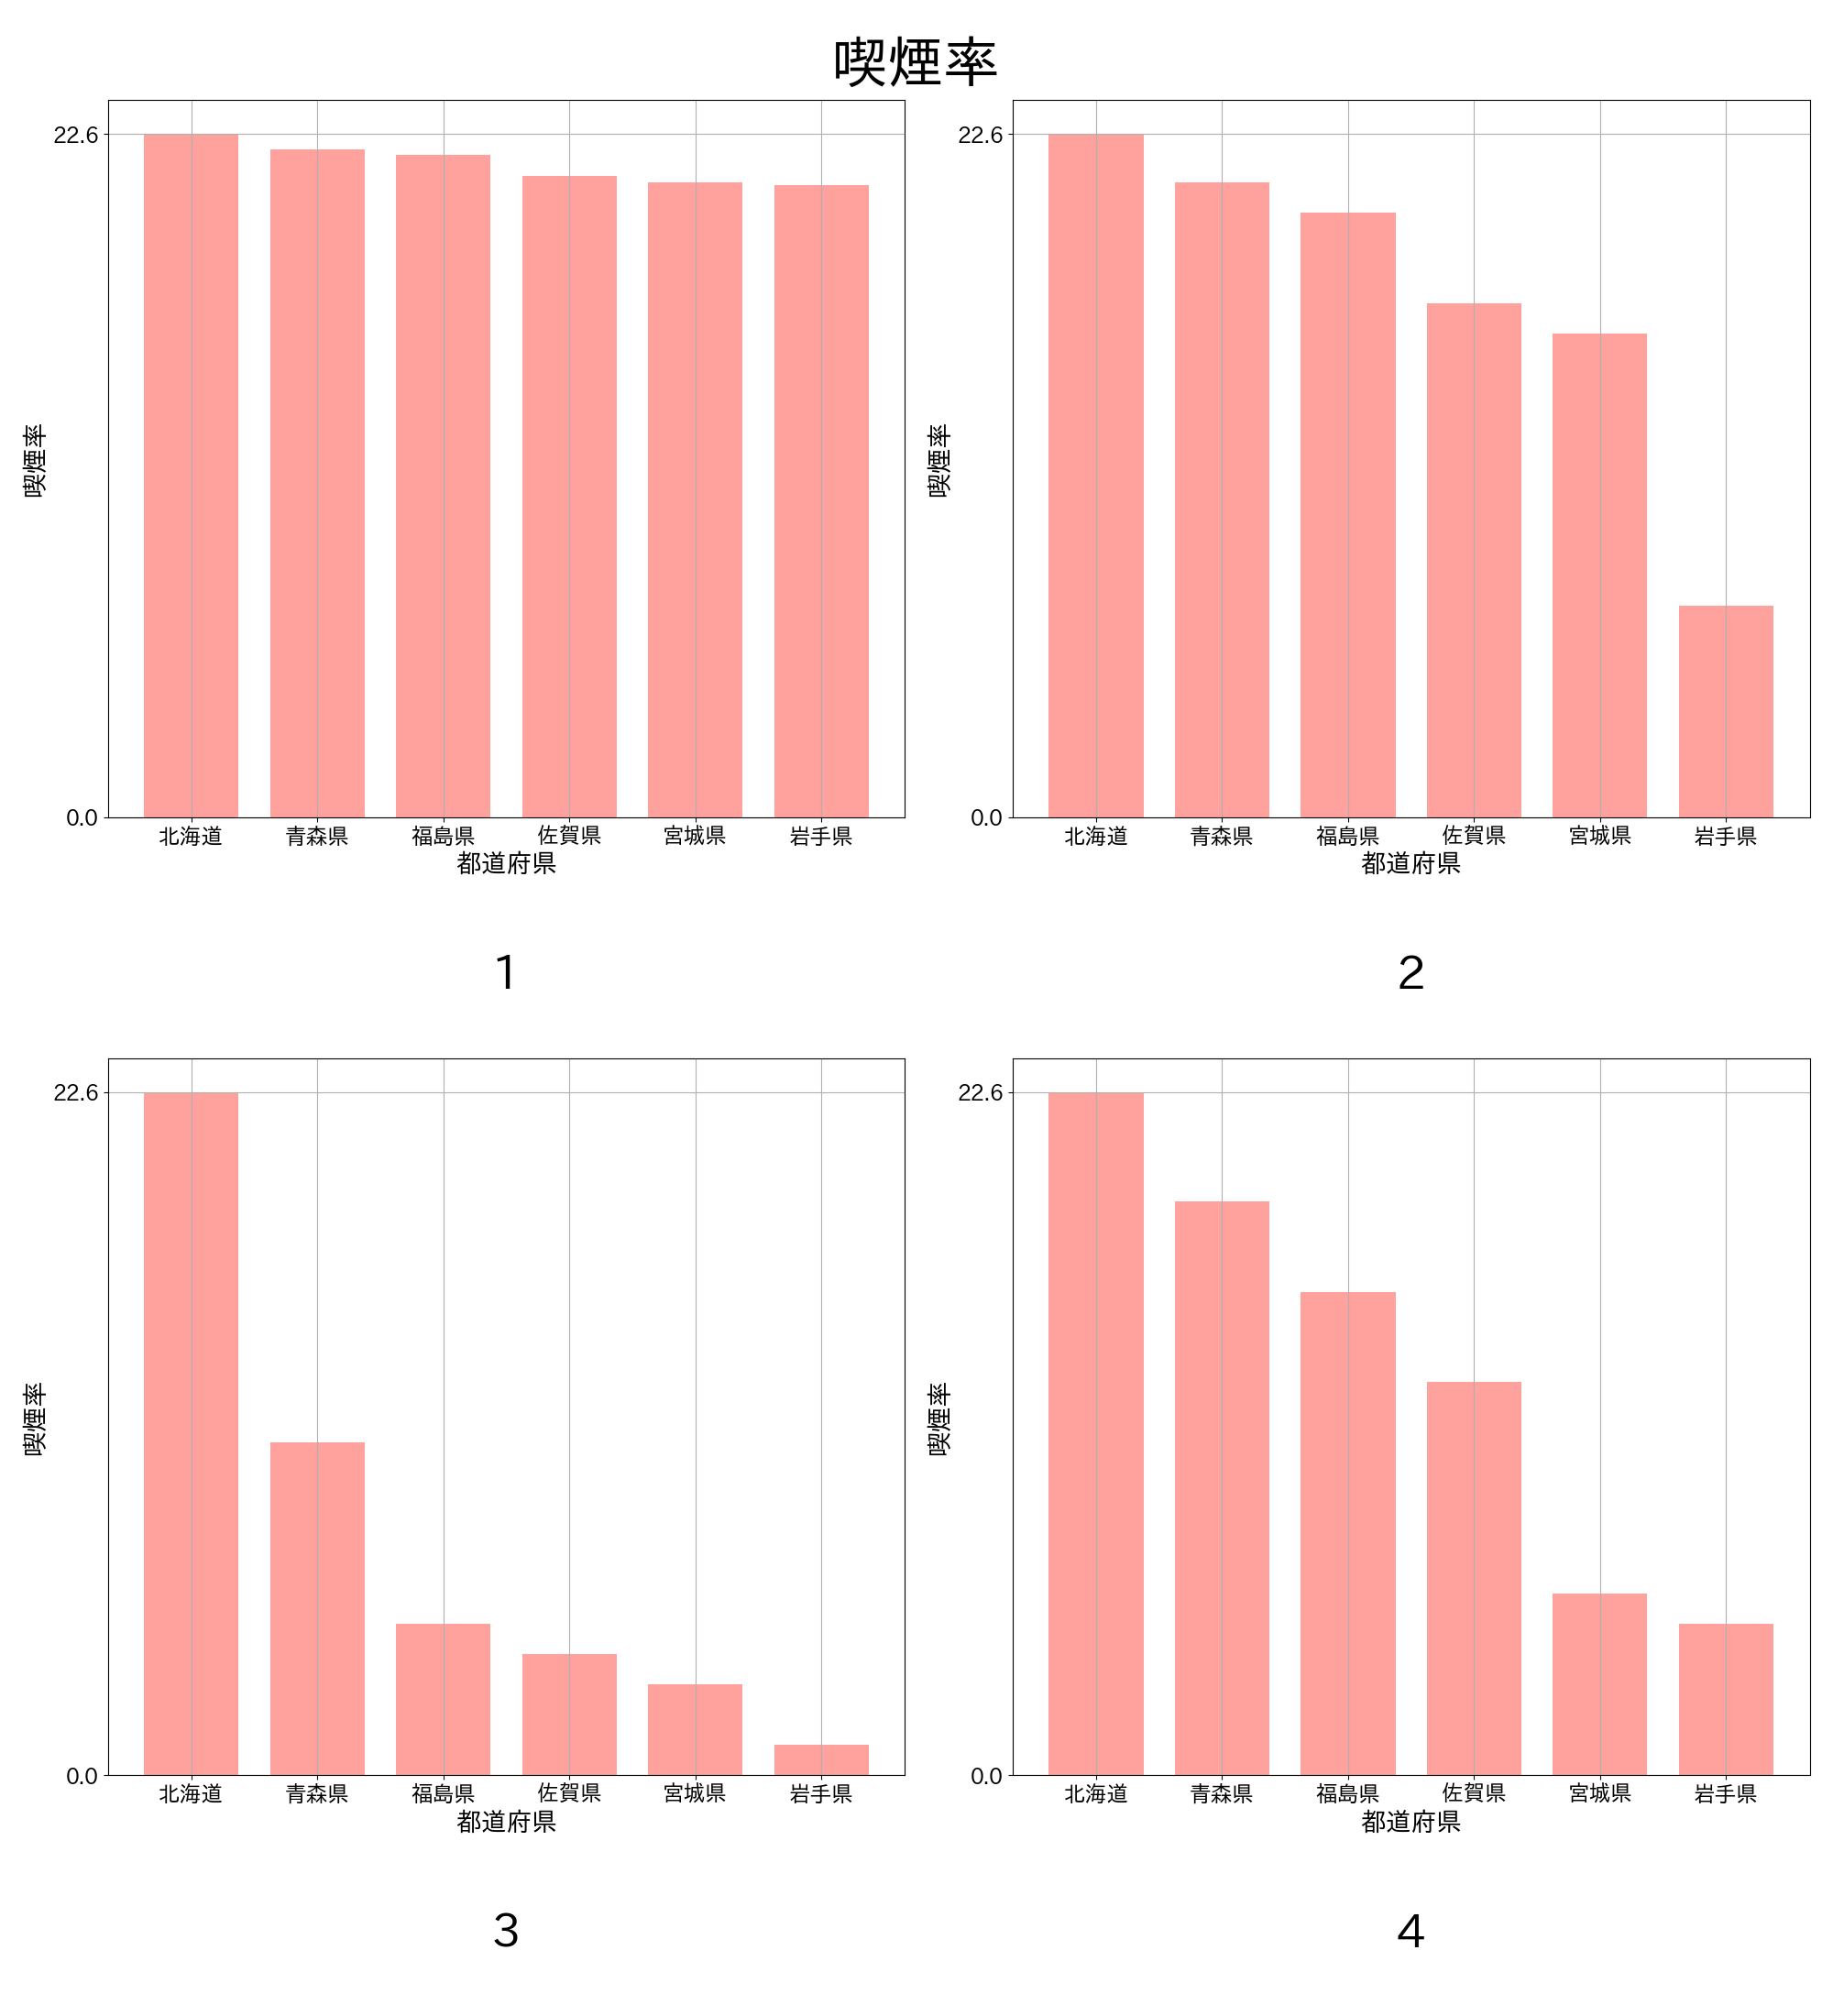 喫煙率
22.6
喫煙率
0.0
北海道 青森県 福島県 佐賀県 宮城県 岩手県
都道府県
1
22.6
喫煙率
0.0
北海道 青森県 福島県 佐賀県 宮城県 岩手県
都道府県
2
22.6
喫煙率
0.0
北海道 青森県 福島県 佐賀県 宮城県 岩手県
都道府県
3
22.6
喫煙率
0.0
北海道 青森県 福島県 佐賀県 宮城県 岩手県
都道府県
4